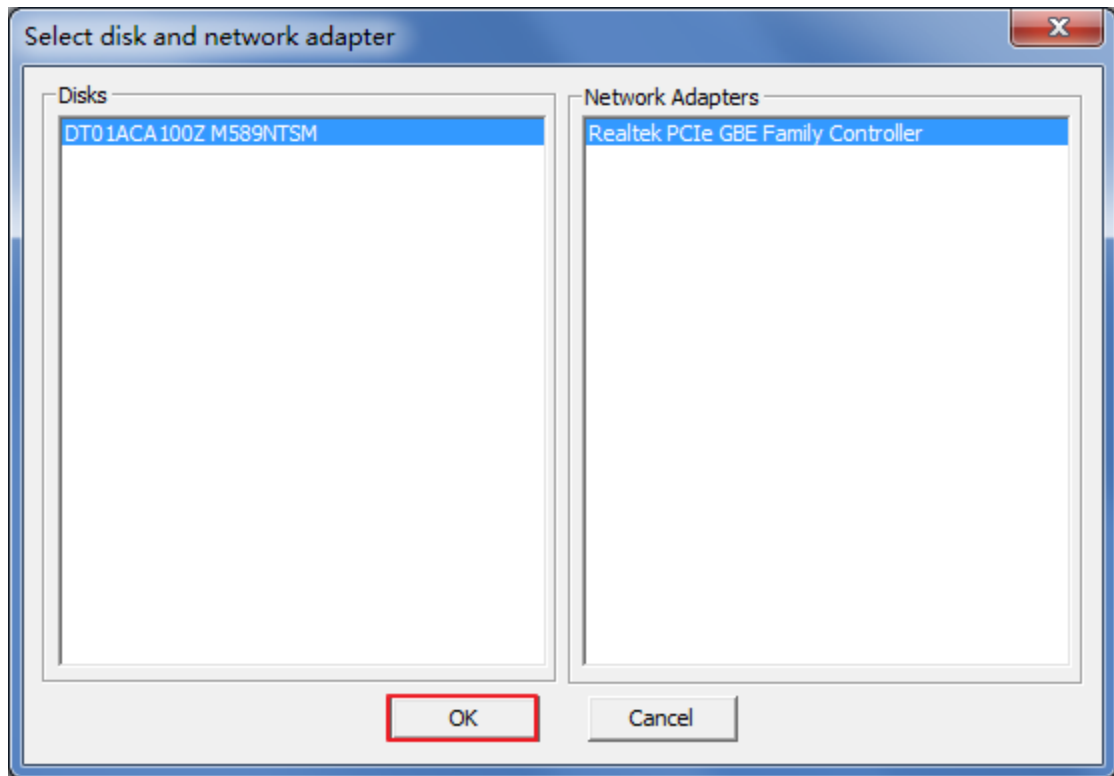 Select disk and network adapter
Disks
DT01ACA100Z M589NTSM
Network Adapters
Realtek PCIe GBE Family Controller
OK
Cancel